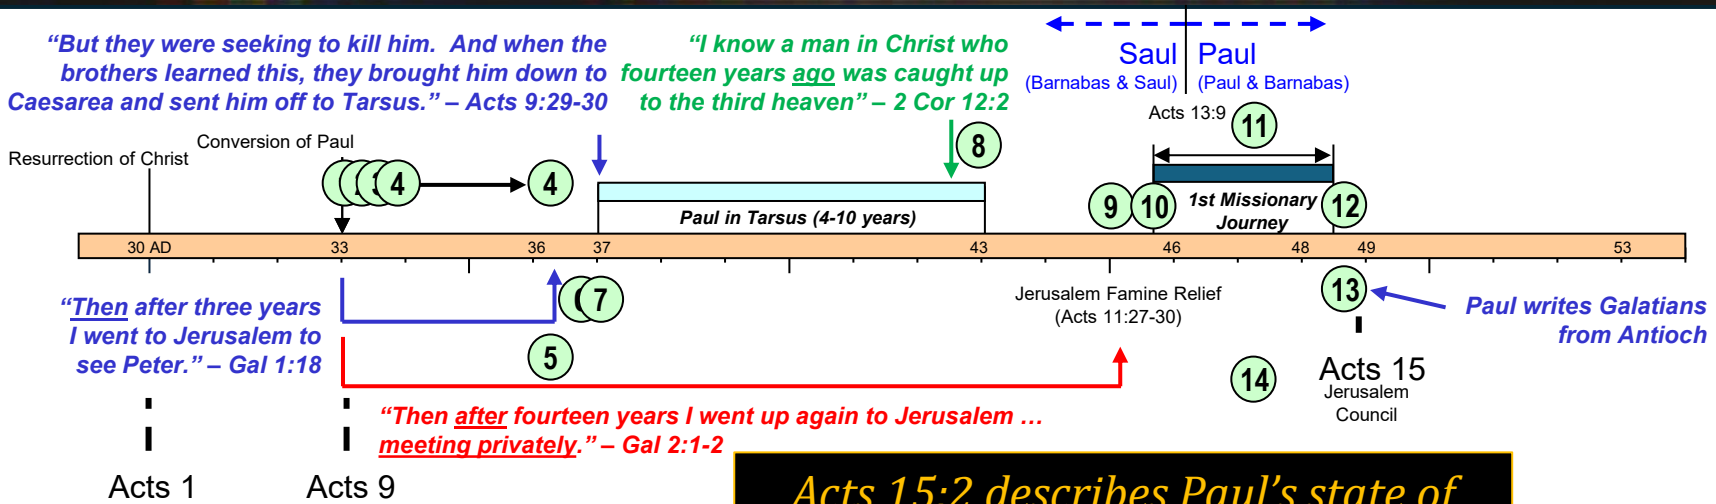 “But they were seeking to kill him.  And when the
brothers learned this, they brought him down to
Caesarea and sent him off to Tarsus.” – Acts 9:29-30
“I know a man in Christ who
fourteen years ago was caught up
to the third heaven” – 2 Cor 12:2
Saul
(Barnabas & Saul)
Paul
(Paul & Barnabas)
Acts 13:9
11
Resurrection of Christ
Conversion of Paul
4
4
8
Paul in Tarsus (4-10 years)
9
10
1st Missionary
Journey
12
30 AD
33
36
37
43
46
48
49
53
“Then after three years
I went to Jerusalem to
see Peter.” – Gal 1:18
7
5
Jerusalem Famine Relief
(Acts 11:27-30)
13
Paul writes Galatians
from Antioch
14
Acts 15
Jerusalem
Council
“Then after fourteen years I went up again to Jerusalem …
meeting privately.” – Gal 2:1-2
Acts 1
Acts 9
Acts 15:2 describes Paul’s state of